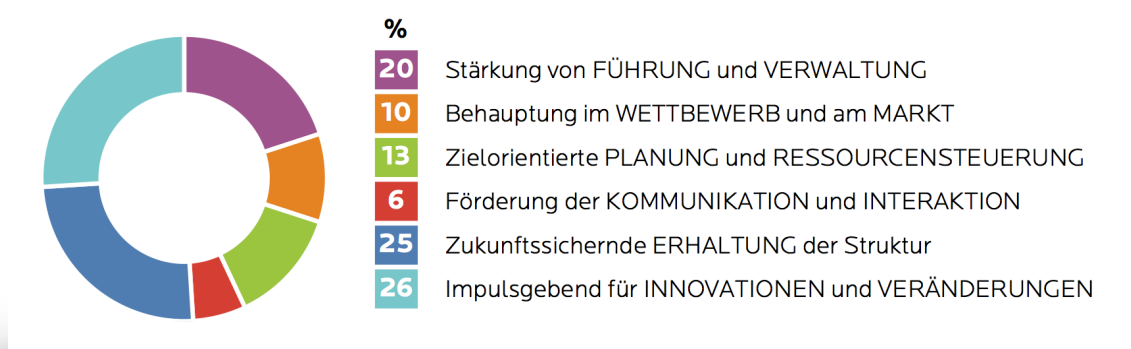 %
20 Stärkung von FÜHRUNG und VERWALTUNG
10 Behauptung im WETTBEWERB und am MARKT
13 Zielorientierte PLANUNG und RESSOURCENSTEUERUNG
6 Förderung der KOMMUNIKATION und INTERAKTION
25 Zukunftssichernde ERHALTUNG der Struktur
26 Impulsgebend für INNOVATIONEN und VERÄNDERUNGEN